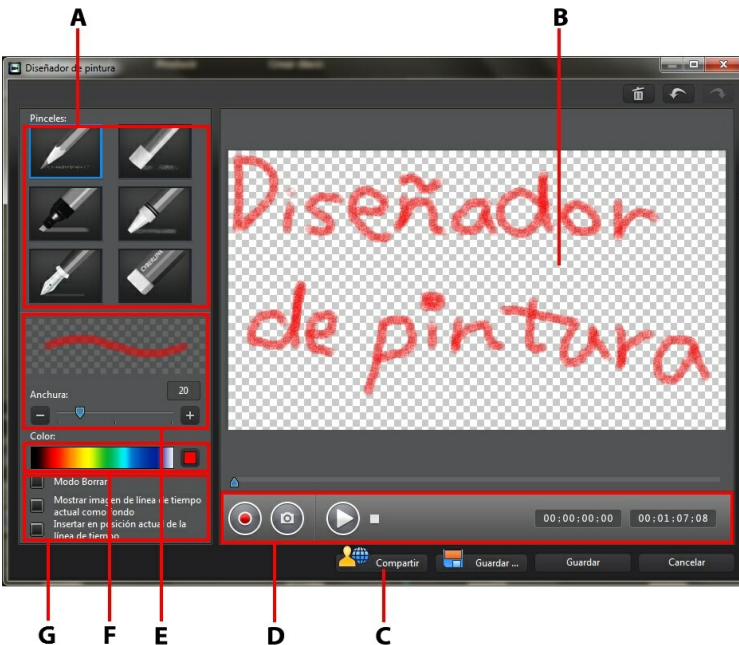 A
B
Diseñador de pintura
Pinceles:
CYBERLINK
Diseñador
de pintura
Anchura:
20
Color:
Modo Borrar
Mostrar imagen de línea de tiempo
actual como fondo
Insertar en posición actual de la
línea de tiempo
00;00;00;00
00;01;07;08
Compartir
Guardar ...
Guardar
Cancelar
G
F
E
D
C